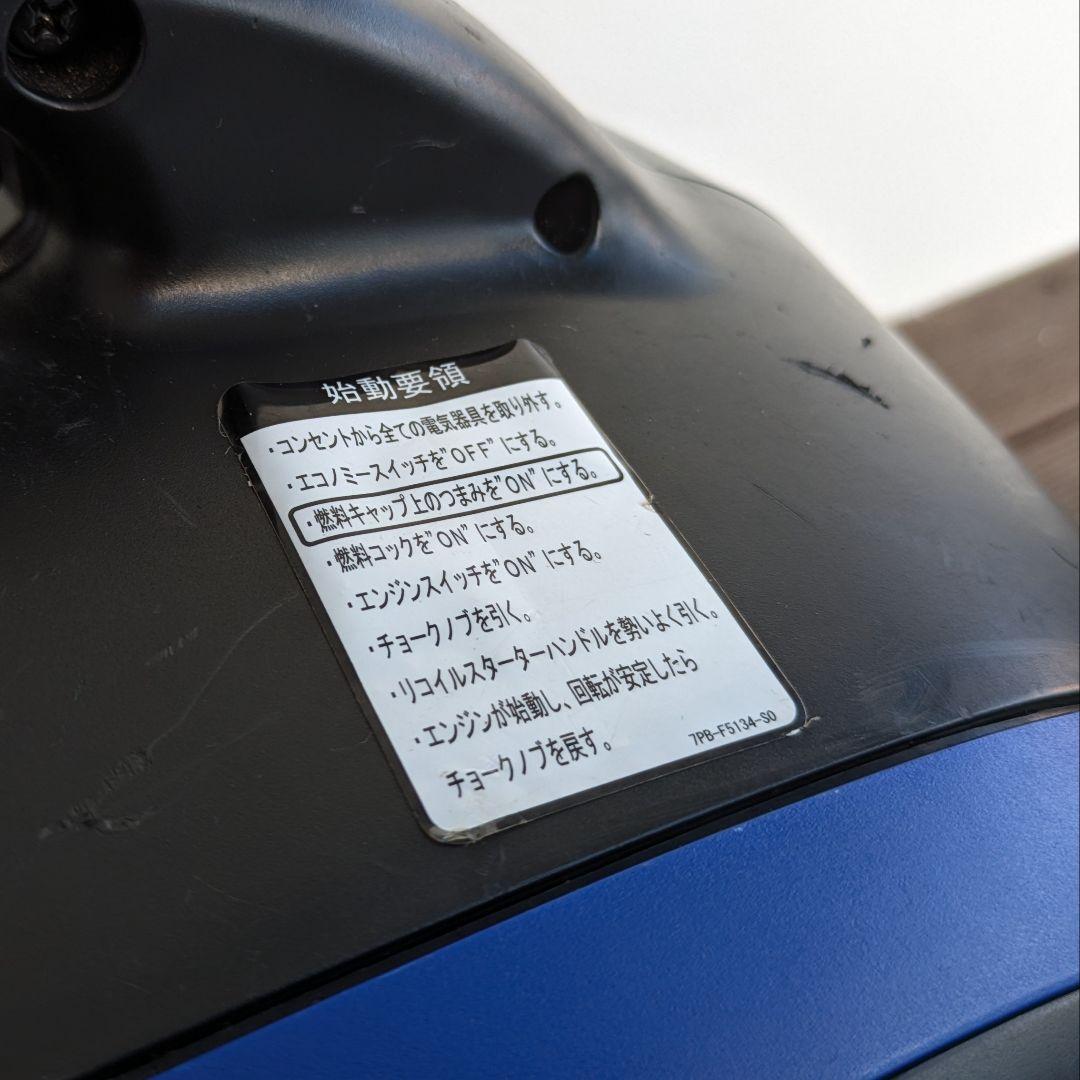 始動要領
・コンセントから全ての電気器具を取り外す。
・エコノミースイッチを"OFF"にする。
・燃料キャップ上のつまみを"ON"にする。
・燃料コックを"ON"にする。
・エンジンスイッチを"ON"にする。
・チョークノブを引く。
・リコイルスターターハンドルを勢いよく引く。
・エンジンが始動し、回転が安定したら
チョークノブを戻す。
7PB-F5134-S0